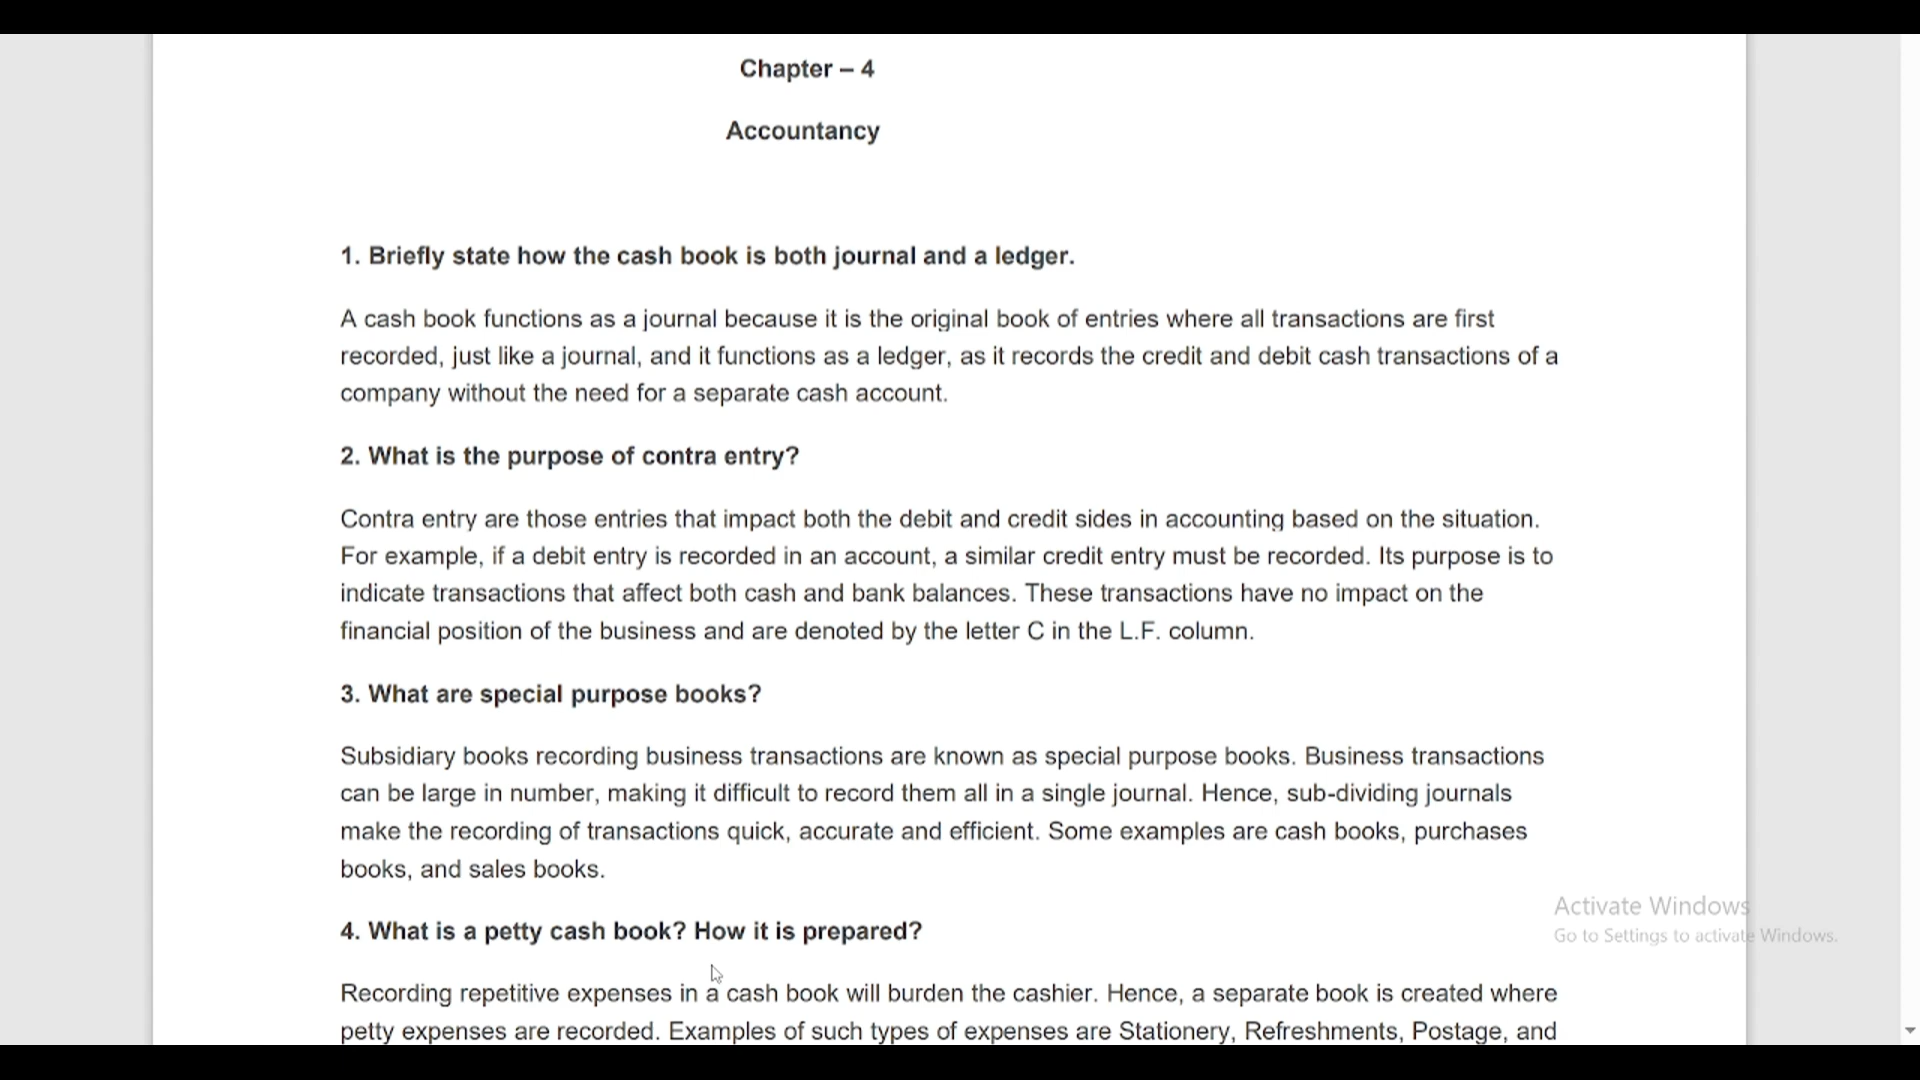 Chapter – 4
Accountancy
1. Briefly state how the cash book is both journal and a ledger.
A cash book functions as a journal because it is the original book of entries where all transactions are first
recorded, just like a journal, and it functions as a ledger, as it records the credit and debit cash transactions of a
company without the need for a separate cash account.
2. What is the purpose of contra entry?
Contra entry are those entries that impact both the debit and credit sides in accounting based on the situation.
For example, if a debit entry is recorded in an account, a similar credit entry must be recorded. Its purpose is to
indicate transactions that affect both cash and bank balances. These transactions have no impact on the
financial position of the business and are denoted by the letter C in the L.F. column.
3. What are special purpose books?
Subsidiary books recording business transactions are known as special purpose books. Business transactions
can be large in number, making it difficult to record them all in a single journal. Hence, sub-dividing journals
make the recording of transactions quick, accurate and efficient. Some examples are cash books, purchases
books, and sales books.
Activate Windows
Go to Settings to activate Windows.
4. What is a petty cash book? How it is prepared?
Recording repetitive expenses in a cash book will burden the cashier. Hence, a separate book is created where
petty expenses are recorded. Examples of such types of expenses are Stationery, Refreshments, Postage, and